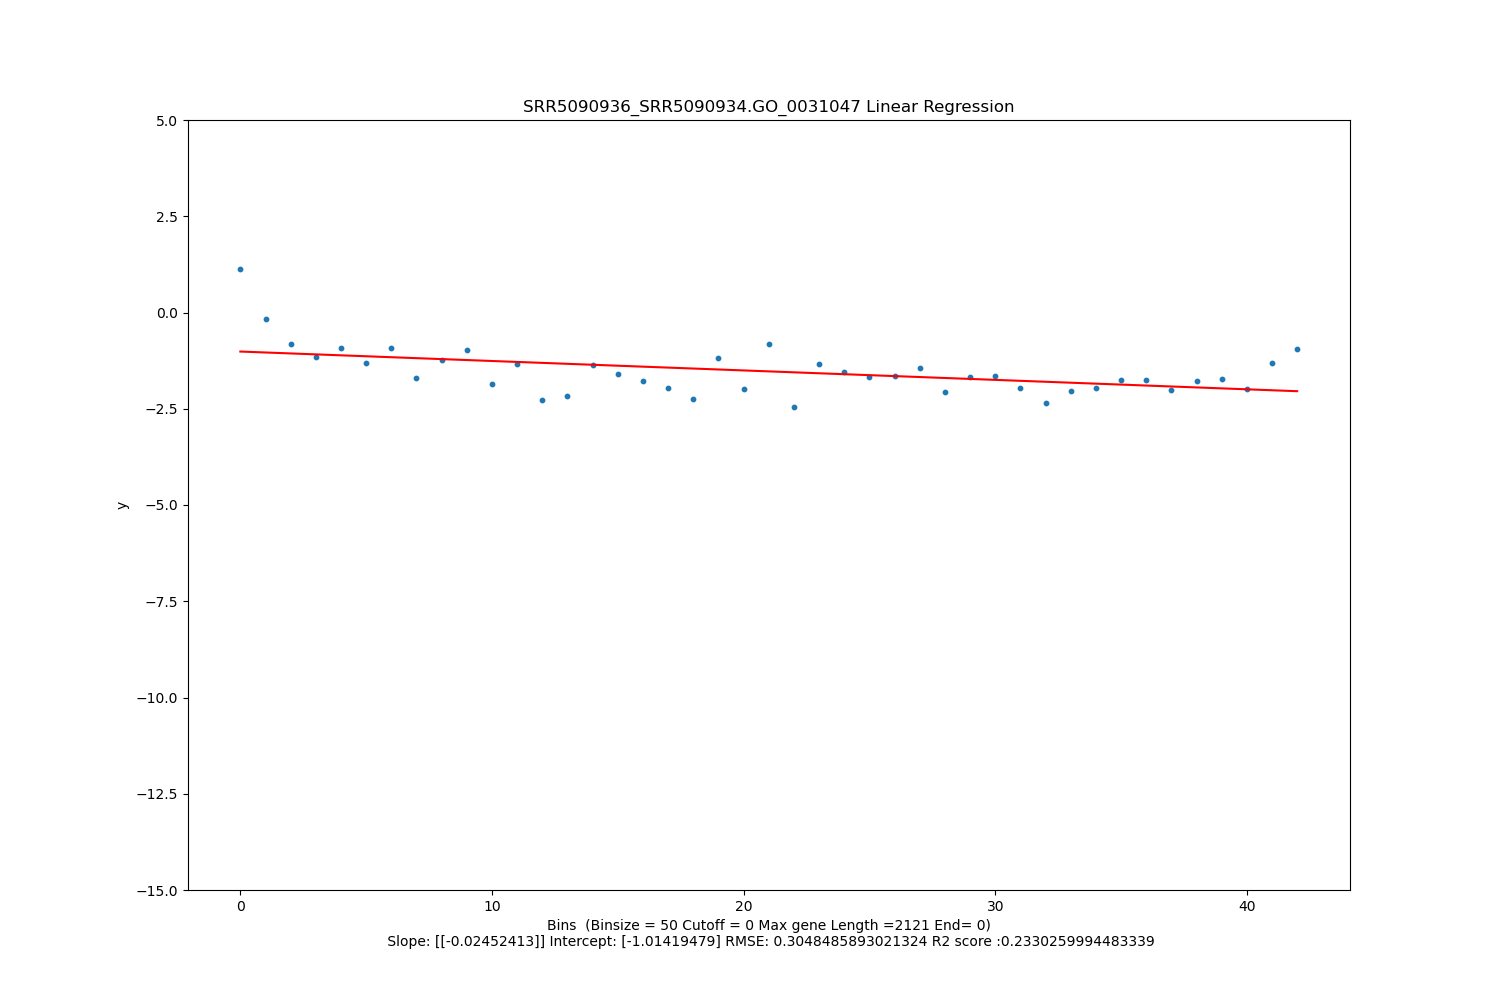 SRR5090936_SRR5090934.GO_0031047 Linear Regression
5.0
2.5
0.0
−2.5
−5.0
−7.5
−10.0
−12.5
−15.0
y
0 10 20 30 40
Bins  (Binsize = 50 Cutoff = 0 Max gene Length =2121 End= 0)
Slope: [[-0.02452413]] Intercept: [-1.01419479] RMSE: 0.3048485893021324 R2 score :0.2330259994483339